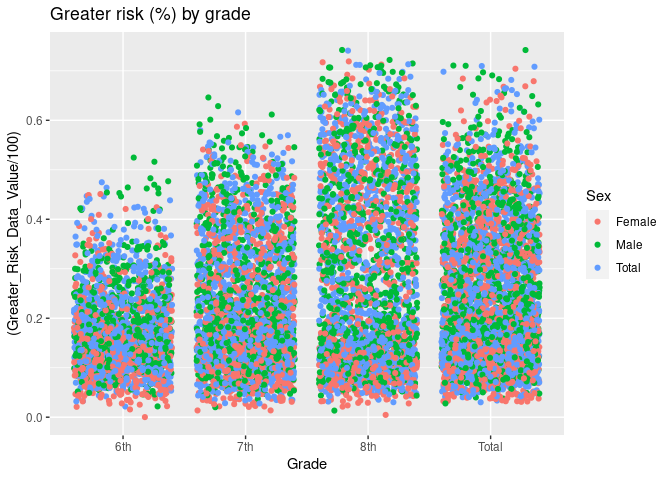 Greater risk (%) by grade
(Greater_Risk_Data_Value/100)
0.6
0.4
0.2
0.0
6th
7th
8th
Total
Grade
Sex
Female
Male
Total